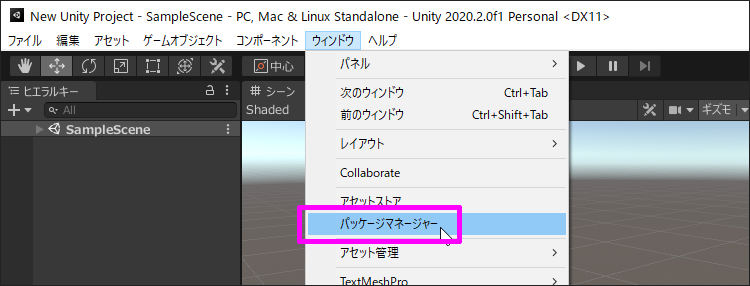 New Unity Project - SampleScene - PC, Mac & Linux Standalone - Unity 2020.2.0f1 Personal <DX11>
ファイル 編集 アセット ゲームオブジェクト コンポーネント ウィンドウ ヘルプ
中心
パネル
ヒエラルキー
シーン
次のウィンドウ Ctrl+Tab
All
Shaded
前のウィンドウ Ctrl+Shift+Tab
ギズモ
SampleScene
レイアウト
Collaborate
アセットストア
パッケージマネージャー
アセット管理
TextMeshPro